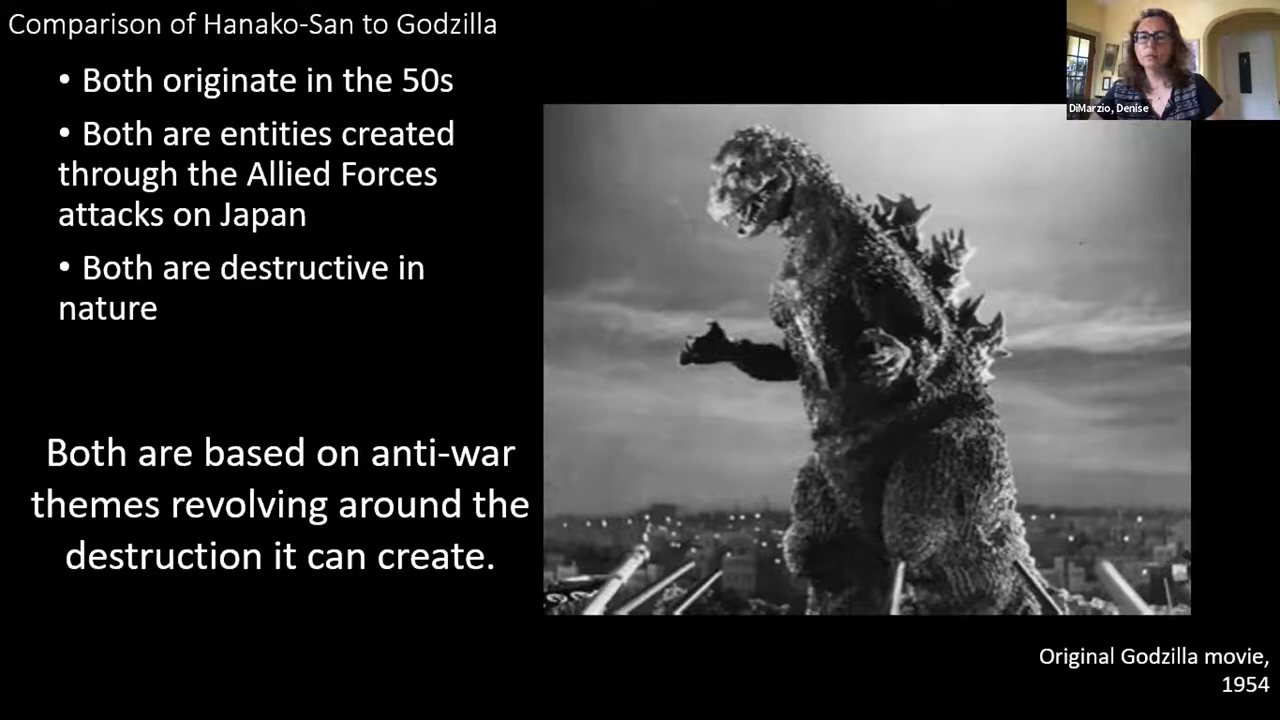 Comparison of Hanako-San to Godzilla
• Both originate in the 50s
• Both are entities created
through the Allied Forces
attacks on Japan
• Both are destructive in
nature
Both are based on anti-war
themes revolving around the
destruction it can create.
DiMarzio, Denise
Original Godzilla movie,
1954